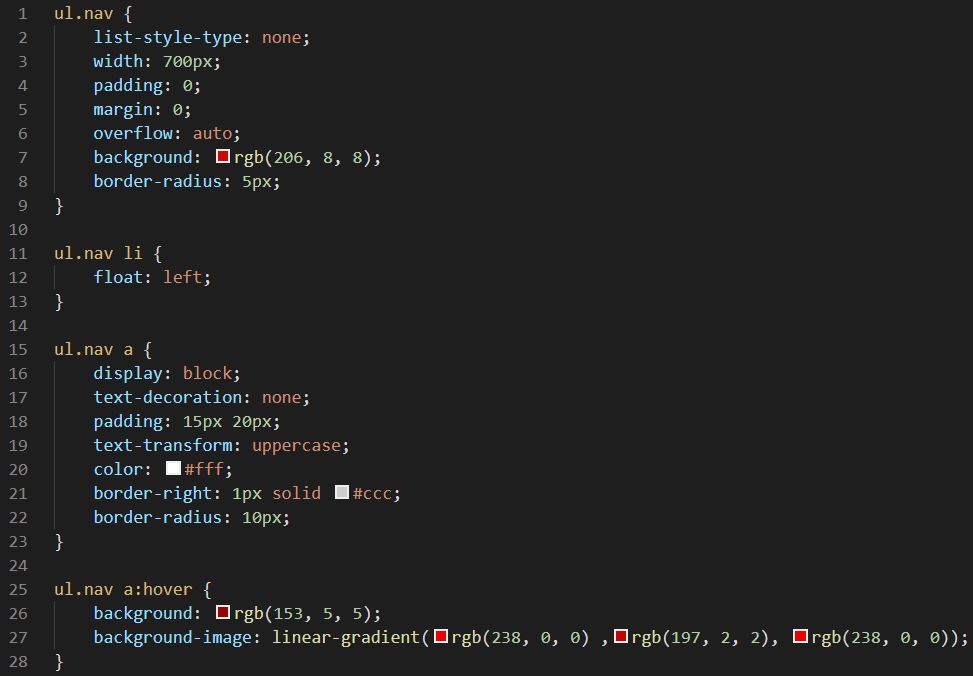 1 ul.nav {
2     list-style-type: none;
3     width: 700px;
4     padding: 0;
5     margin: 0;
6     overflow: auto;
7     background: rgb(206, 8, 8);
8     border-radius: 5px;
9 }
10
11 ul.nav li {
12     float: left;
13 }
14
15 ul.nav a {
16     display: block;
17     text-decoration: none;
18     padding: 15px 20px;
19     text-transform: uppercase;
20     color: #fff;
21     border-right: 1px solid #ccc;
22     border-radius: 10px;
23 }
24
25 ul.nav a:hover {
26     background: rgb(153, 5, 5);
27     background-image: linear-gradient(rgb(238, 0, 0) ,rgb(197, 2, 2), rgb(238, 0, 0));
28 }